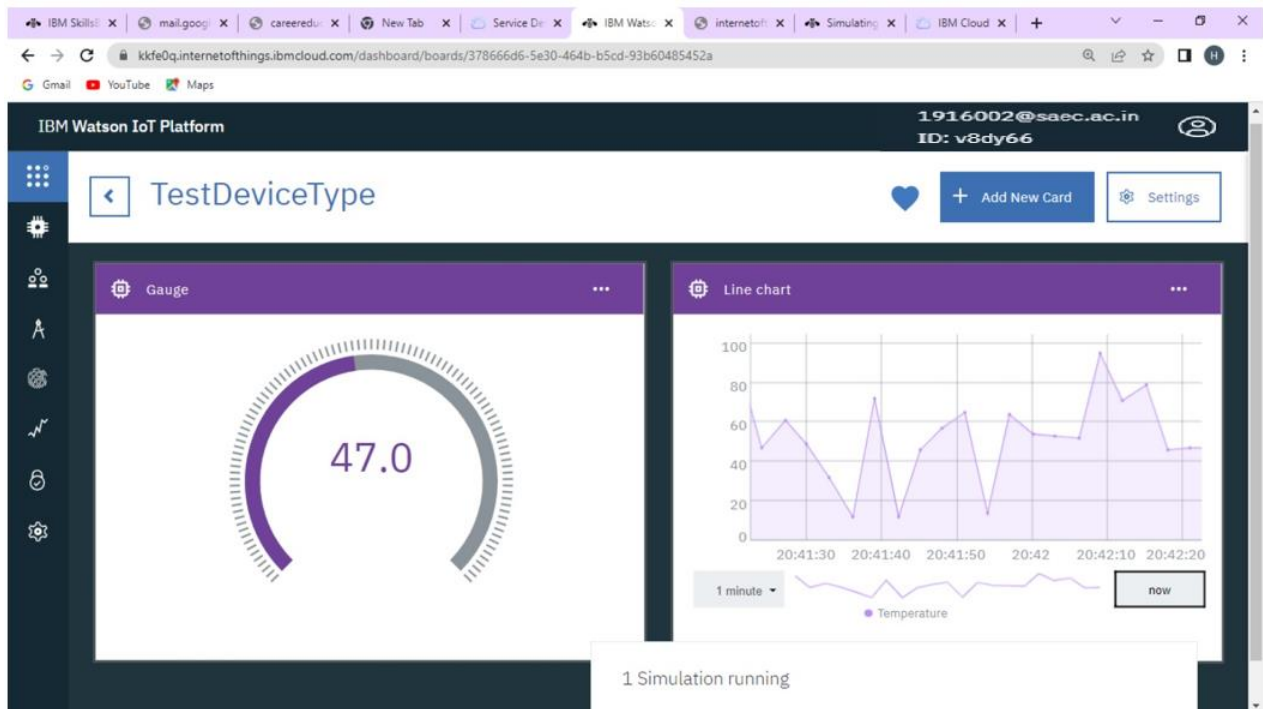 IBM SkillsB
mail.googl
careeredu
New Tab
Service De
IBM Watso
internetoft
Simulating
IBM Cloud
kkfe0q.internetofthings.ibmcloud.com/dashboard/boards/378666d6-5e30-464b-b5cd-93b60485452a
H
Gmail YouTube Maps
IBM Watson IoT Platform
1916002@saec.ac.in
ID: v8dy66
TestDeviceType
+ Add New Card
Settings
Gauge
47.0
Line chart
100
80
60
40
20
0
20:41:30 20:41:40 20:41:50 20:42 20:42:10 20:42:20
1 minute
now
Temperature
1 Simulation running